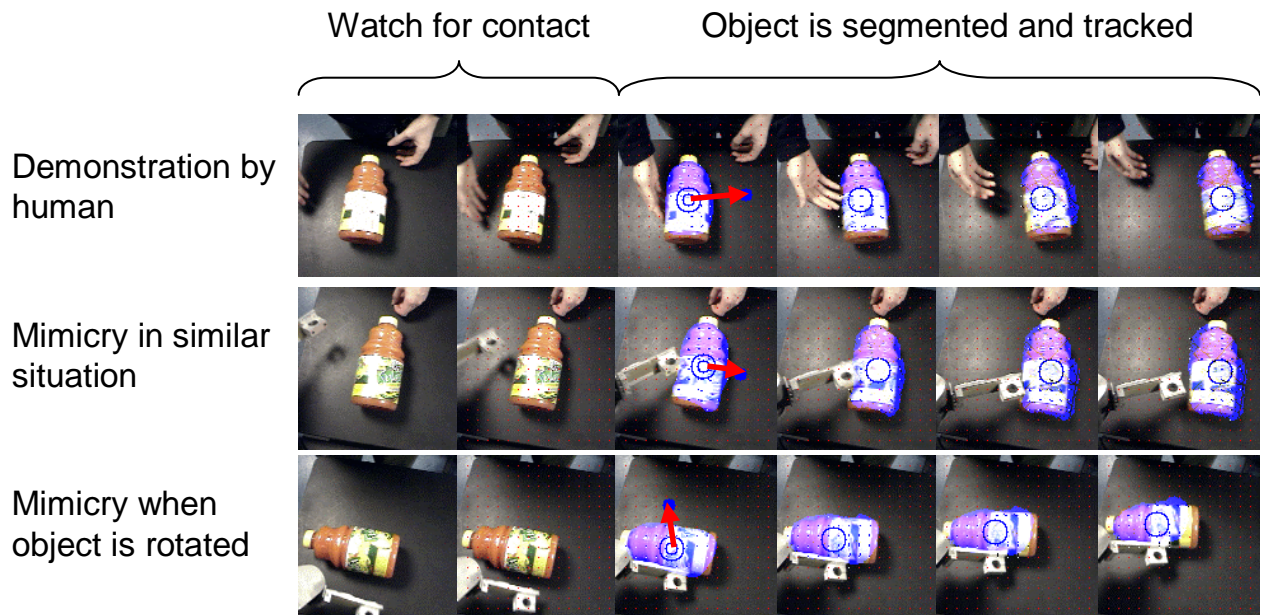 Watch for contact
Object is segmented and tracked
Demonstration by
human
Mimicry in similar
situation
Mimicry when
object is rotated